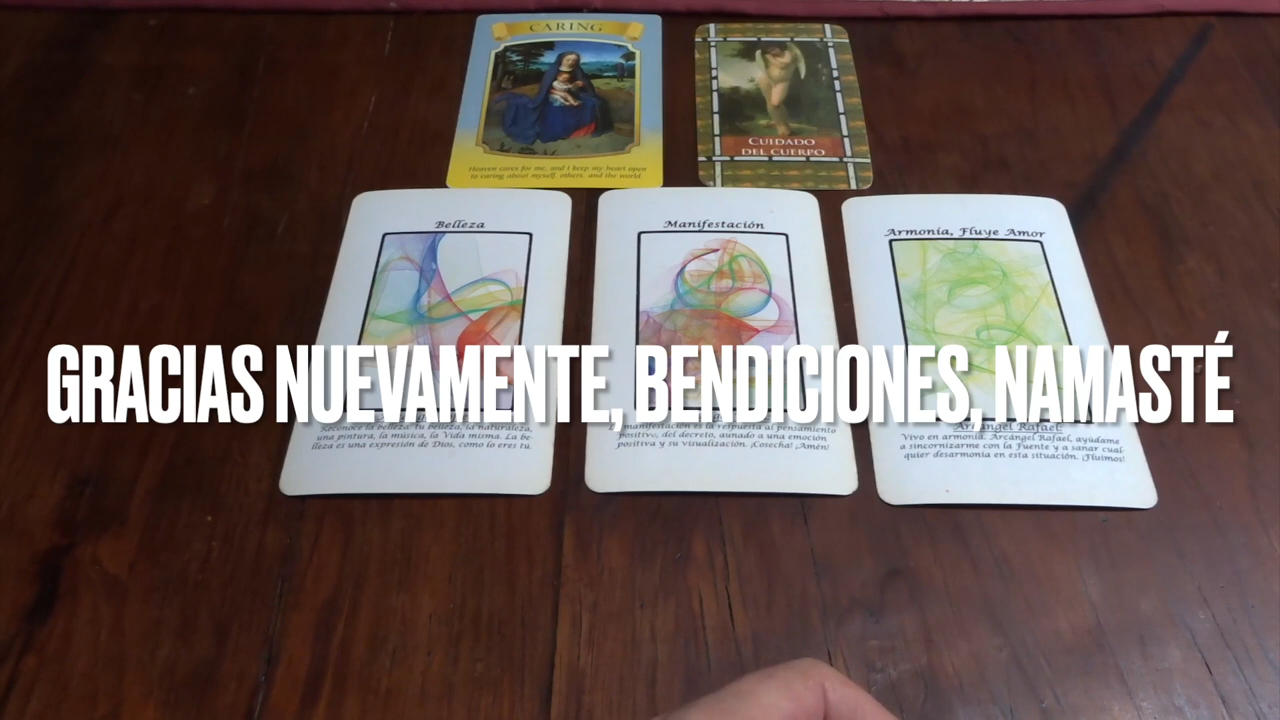 CARING
Heaven cares for me, and I keep my heart open
to caring about myself, others, and the world.
CUIDADO
DEL CUERPO
Belleza
Manifestación
Armonía, Fluye Amor
GRACIAS NUEVAMENTE, BENDICIONES, NAMASTÉ
Reconoce la belleza: tu belleza, la naturaleza,
una pintura, la música, la Vida misma. La be-
lleza es una expresión de Dios, como lo eres tú.
manifestación es la respuesta al pensamiento
positivo, del decreto, aunado a una emoción
positiva y su visualización. ¡Cosecha! ¡Amén!
Arcángel Rafael:
Vivo en armonía. Arcángel Rafael, ayúdame
a sincornizarme con la Fuente y a sanar cual-
quier desarmonía en esta situación. ¡Fluimos!